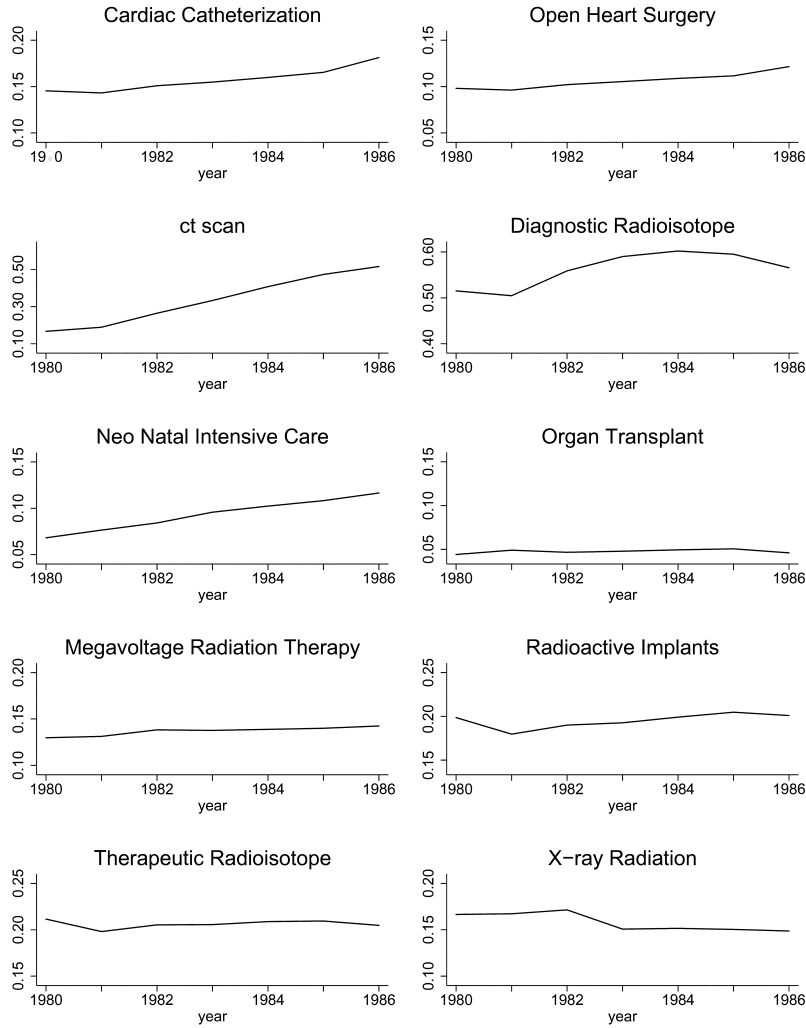 Cardiac Catheterization
0.20
0.15
0.10
19 0 1982 1984 1986
year
Open Heart Surgery
0.15
0.10
0.05
1980 1982 1984 1986
year
ct scan
0.50
0.30
0.10
1980 1982 1984 1986
year
Diagnostic Radioisotope
0.60
0.50
0.40
1980 1982 1984 1986
year
Neo Natal Intensive Care
0.15
0.10
0.05
1980 1982 1984 1986
year
Organ Transplant
0.15
0.10
0.05
1980 1982 1984 1986
year
Megavoltage Radiation Therapy
0.20
0.15
0.10
1980 1982 1984 1986
year
Radioactive Implants
0.25
0.20
0.15
1980 1982 1984 1986
year
Therapeutic Radioisotope
0.25
0.20
0.15
1980 1982 1984 1986
year
X−ray Radiation
0.20
0.15
0.10
1980 1982 1984 1986
year